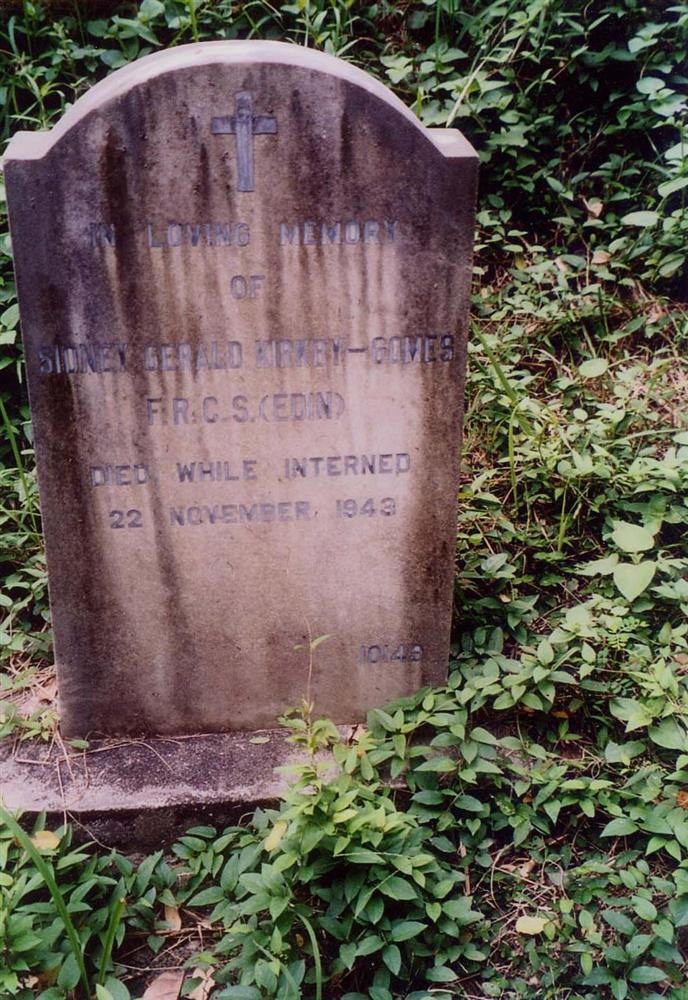 IN LOVING MEMORY
OF
SIDNEY GERALD KIRKBY-GOMES
F.R.C.S.(EDIN)
DIED WHILE INTERNED
22 NOVEMBER 1943
10149